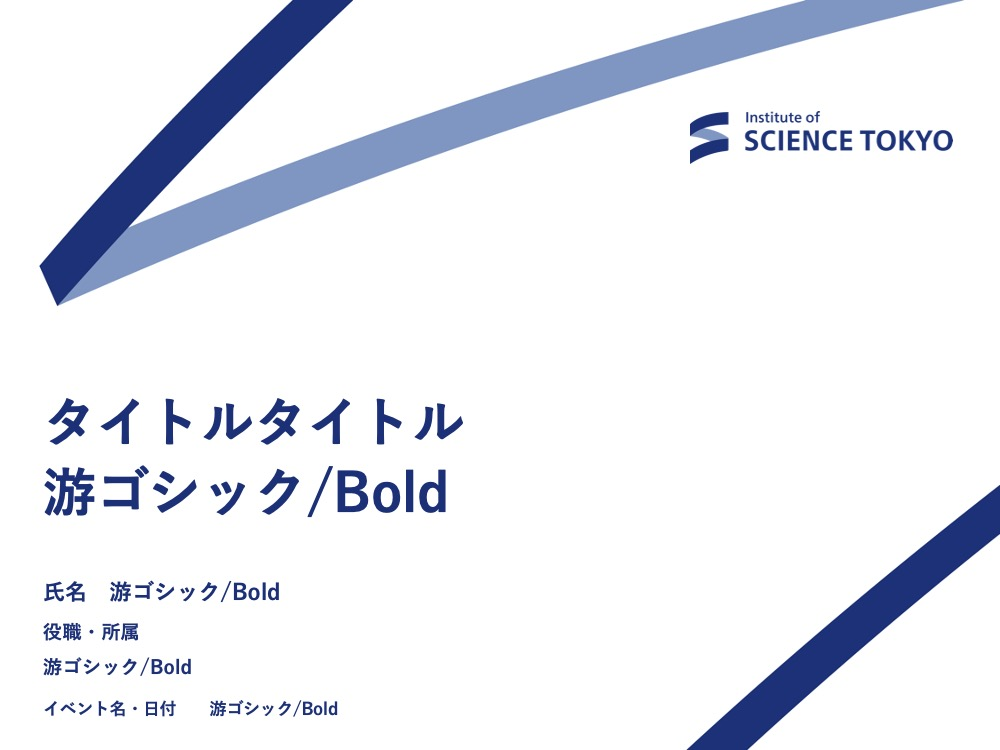 Institute of
SCIENCE TOKYO
タイトルタイトル
游ゴシック/Bold
氏名　游ゴシック/Bold
役職・所属
游ゴシック/Bold
イベント名・日付　　游ゴシック/Bold